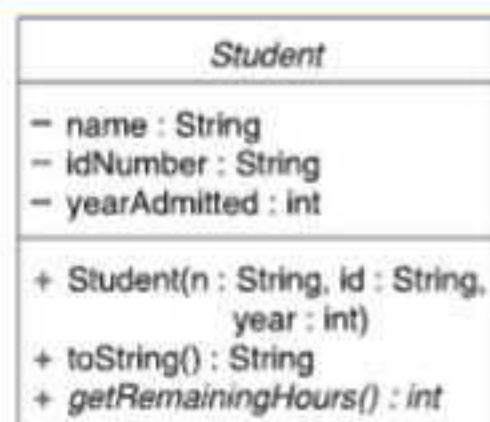 Student
− name : String
− idNumber : String
− yearAdmitted : int
+ Student(n : String, id : String,
year : int)
+ toString() : String
+ getRemainingHours() : int